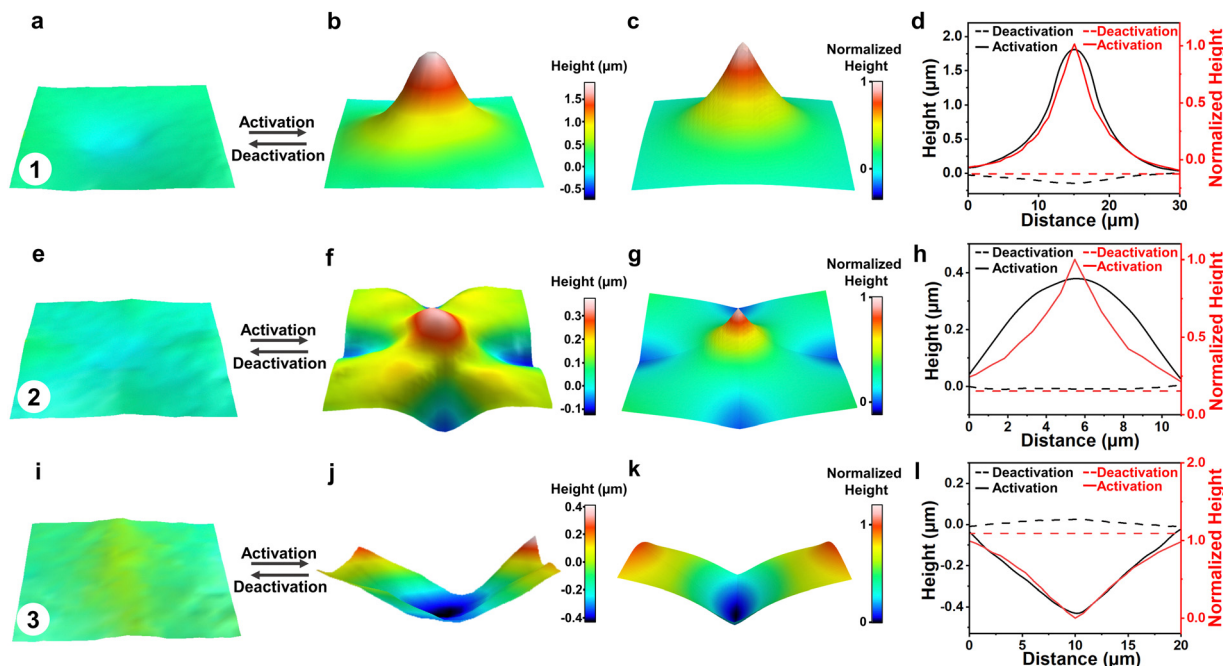 a
b
c
d
Activation
Deactivation
1
Height (μm)
1.5
1.0
0.5
0.0
-0.5
Normalized
Height
1
0
Deactivation
Activation
Deactivation
Activation
2.0
1.5
1.0
0.5
0.0
Height (μm)
1.0
0.5
0.0
Normalized Height
0 10 20 30
Distance (μm)
e
f
g
h
Activation
Deactivation
2
Height (μm)
0.3
0.2
0.1
0.0
-0.1
Normalized
Height
1
0
Deactivation
Activation
Deactivation
Activation
0.4
0.2
0.0
Height (μm)
1.0
0.5
0.0
Normalized Height
0 2 4 6 8 10
Distance (μm)
i
j
k
l
Activation
Deactivation
3
Height (μm)
0.4
0.2
0.0
-0.2
-0.4
Normalized
Height
1
0
Deactivation
Activation
Deactivation
Activation
0.2
0.0
-0.2
-0.4
Height (μm)
2.0
1.0
0.0
Normalized Height
0 5 10 15 20
Distance (μm)